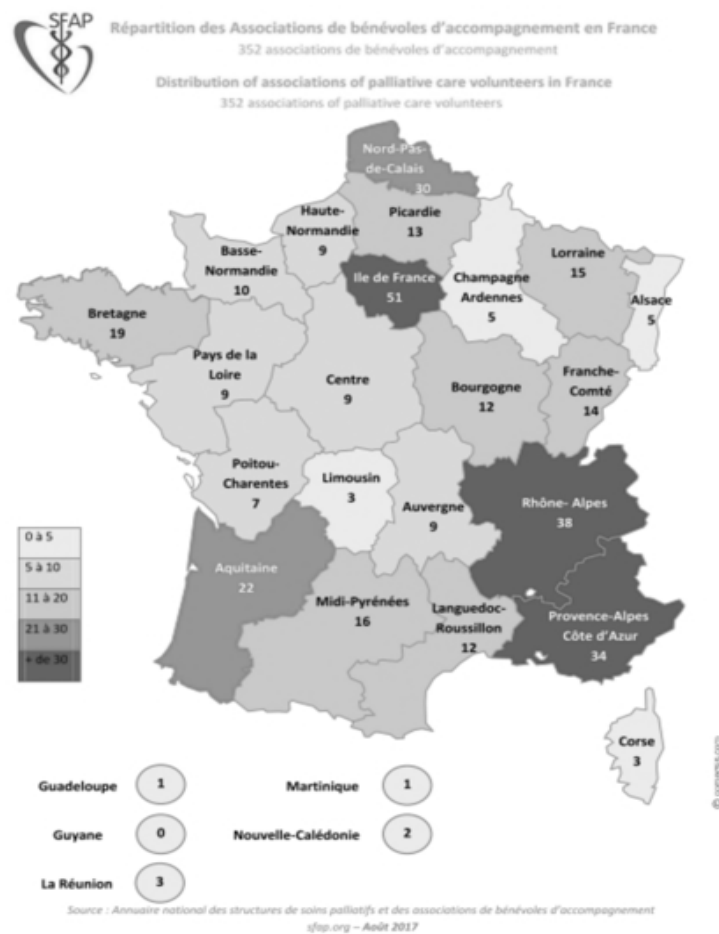 SFAP
Répartition des Associations de bénévoles d'accompagnement en France
352 associations de bénévoles d'accompagnement
Distribution of associations of palliative care volunteers in France
352 associations of palliative care volunteers
Nord-Pas-
de-Calais
30
Haute-
Normandie
9
Picardie
13
Basse-
Normandie
10
Ile de France
51
Champagne
Ardennes
5
Lorraine
15
Alsace
5
Bretagne
19
Pays de la
Loire
9
Centre
9
Bourgogne
12
Franche-
Comté
14
Poitou-
Charentes
7
Limousin
3
Auvergne
9
Rhône- Alpes
38
Aquitaine
22
Midi-Pyrénées
16
Languedoc-
Roussillon
12
Provence-Alpes
Côte d'Azur
34
Corse
3
0 à 5
5 à 10
11 à 20
21 à 30
+ de 30
Guadeloupe 1
Martinique 1
Guyane 0
Nouvelle-Calédonie 2
La Réunion 3
Source : Annuaire national des structures de soins palliatifs et des associations de bénévoles d'accompagnement
sfap.org – Août 2017